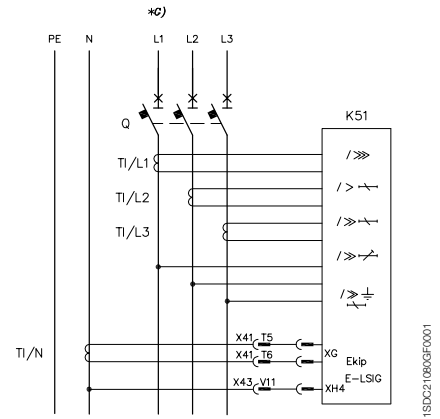 *G)
PE N L1 L2 L3
Q
K51
TI/L1
TI/L2
TI/L3
TI/N
X41 T5
X41 T6
XG
Ekip
E-LSIG
X43 V11
XH4
1SDC21080GF0001